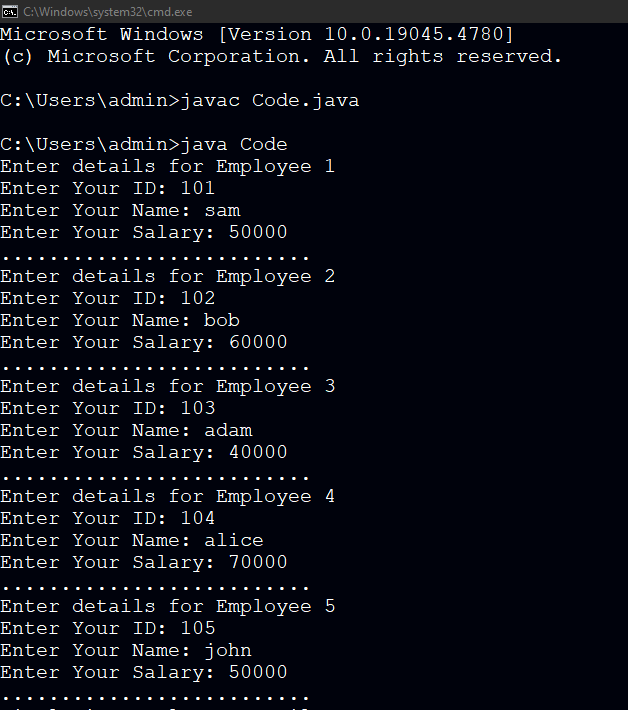 C:\Windows\system32\cmd.exe
Microsoft Windows [Version 10.0.19045.4780]
(c) Microsoft Corporation. All rights reserved.
C:\Users\admin>javac Code.java
C:\Users\admin>java Code
Enter details for Employee 1
Enter Your ID: 101
Enter Your Name: sam
Enter Your Salary: 50000
..........................
Enter details for Employee 2
Enter Your ID: 102
Enter Your Name: bob
Enter Your Salary: 60000
..........................
Enter details for Employee 3
Enter Your ID: 103
Enter Your Name: adam
Enter Your Salary: 40000
..........................
Enter details for Employee 4
Enter Your ID: 104
Enter Your Name: alice
Enter Your Salary: 70000
..........................
Enter details for Employee 5
Enter Your ID: 105
Enter Your Name: john
Enter Your Salary: 50000
..........................